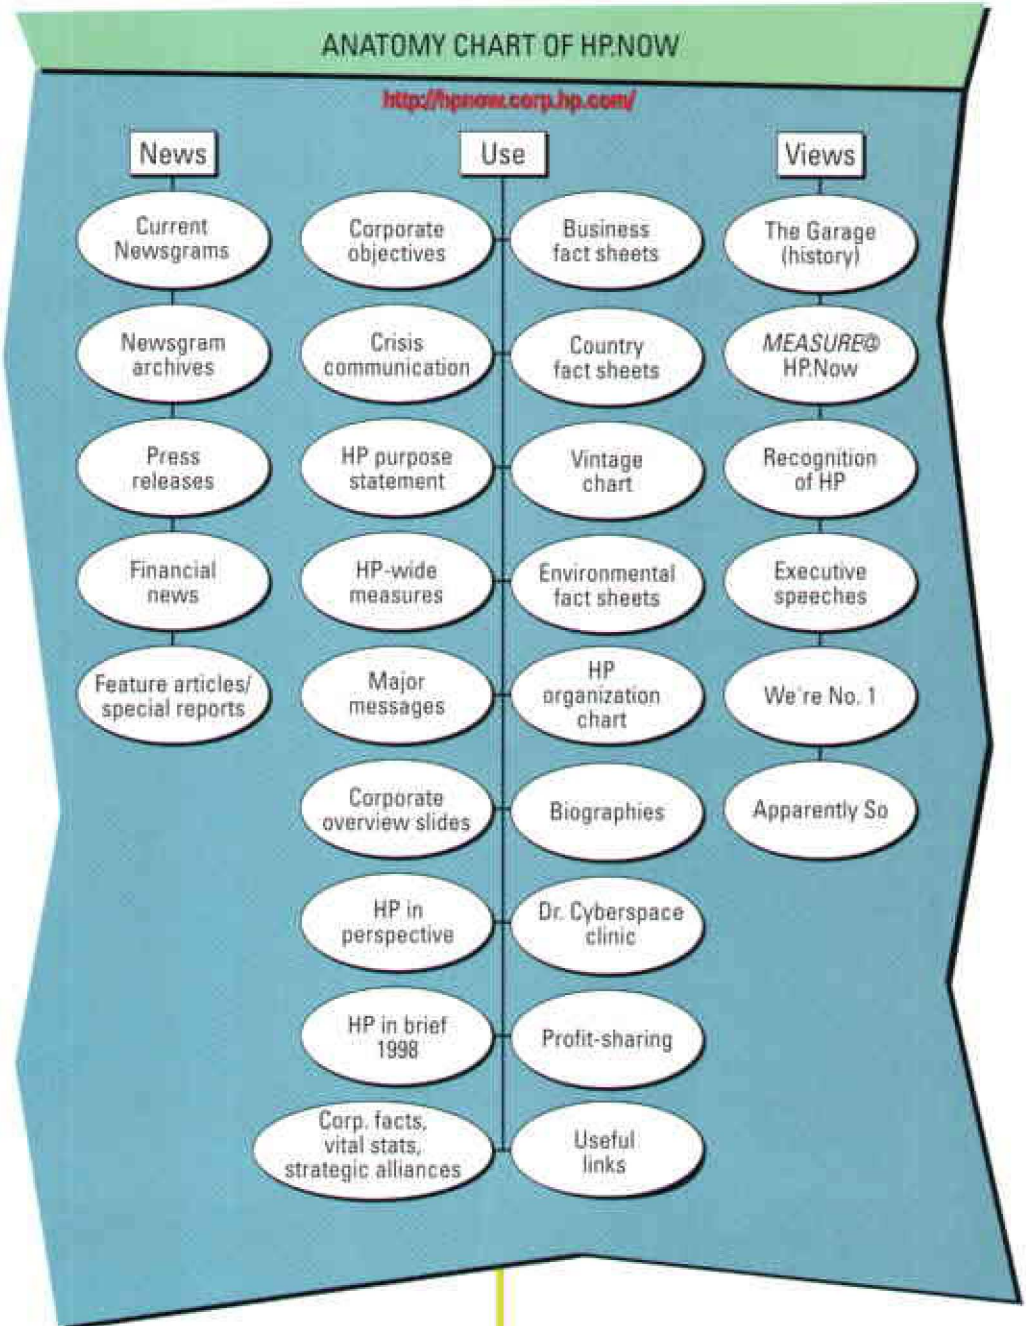 ANATOMY CHART OF HP.NOW
http://hpnow.corp.hp.com/
News
Current
Newsgrams
Newsgram
archives
Press
releases
Financial
news
Feature articles/
special reports
Use
Corporate
objectives
Business
fact sheets
Crisis
communication
Country
fact sheets
HP purpose
statement
Vintage
chart
HP-wide
measures
Environmental
fact sheets
Major
messages
HP
organization
chart
Corporate
overview slides
Biographies
HP in
perspective
Dr. Cyberspace
clinic
HP in brief
1998
Profit-sharing
Corp. facts,
vital stats,
strategic alliances
Useful
links
Views
The Garage
(history)
MEASURE@
HP.Now
Recognition
of HP
Executive
speeches
We're No. 1
Apparently So